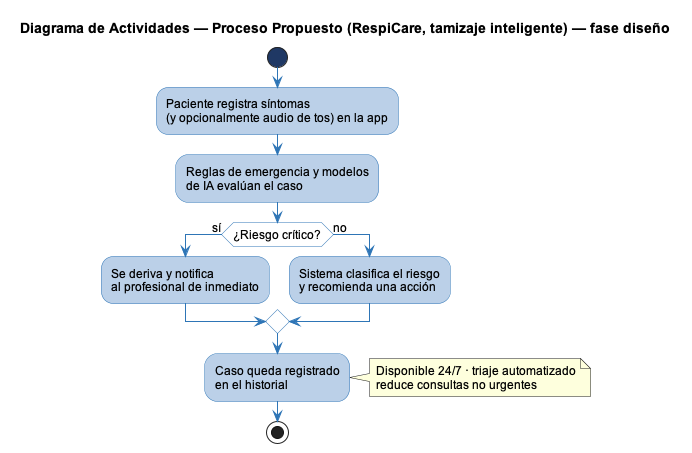 Diagrama de Actividades — Proceso Propuesto (RespiCare, tamizaje inteligente) — fase diseño
Paciente registra síntomas
(y opcionalmente audio de tos) en la app
Reglas de emergencia y modelos
de IA evalúan el caso
sí
¿Riesgo crítico?
no
Se deriva y notifica
al profesional de inmediato
Sistema clasifica el riesgo
y recomienda una acción
Caso queda registrado
en el historial
Disponible 24/7 · triaje automatizado
reduce consultas no urgentes